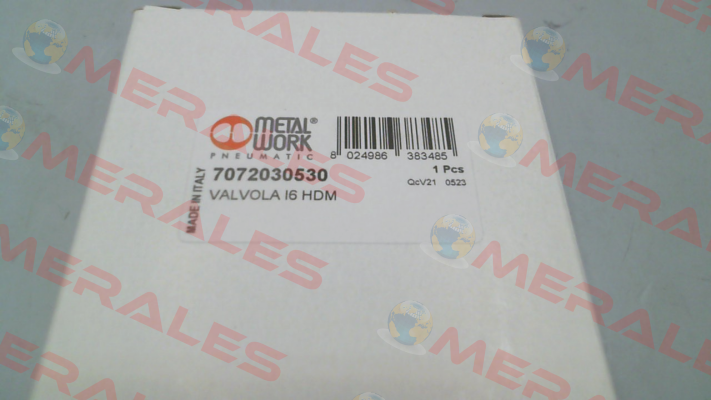 METAL® WORK
PNEUMATIC
8 024986 383485
7072030530
1 Pcs
VALVOLA I6 HDM
QcV21 0523
MADE IN ITALY
MERALES
MERALES
MERALES
MERALES
MERALES
MERALES